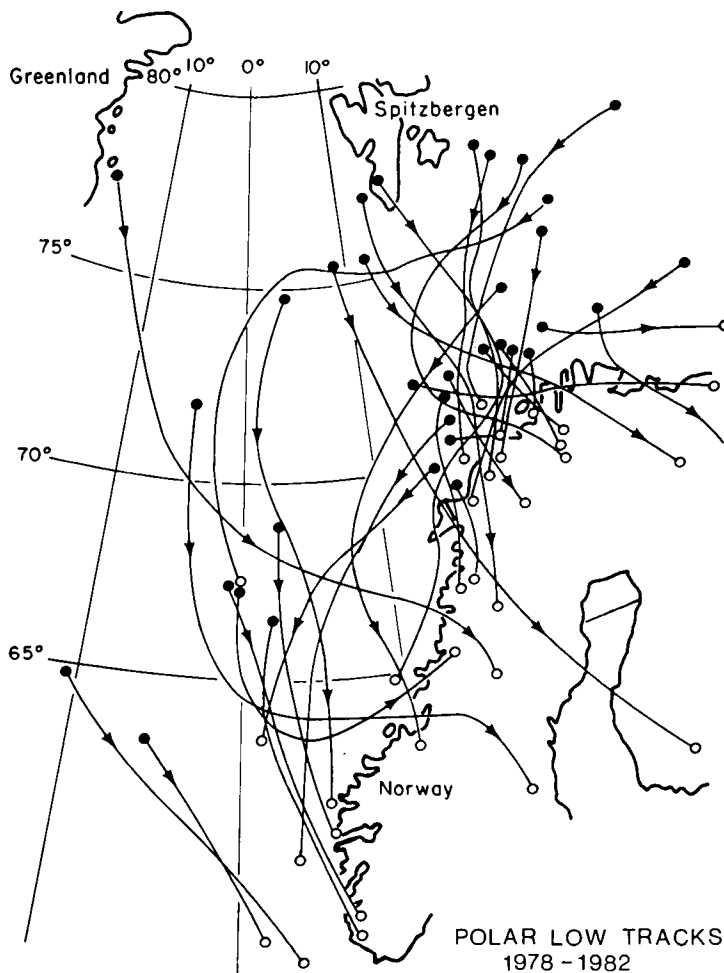 Greenland
80° 10° 0° 10°
Spitzbergen
75°
70°
65°
Norway
POLAR LOW TRACKS
1978 - 1982